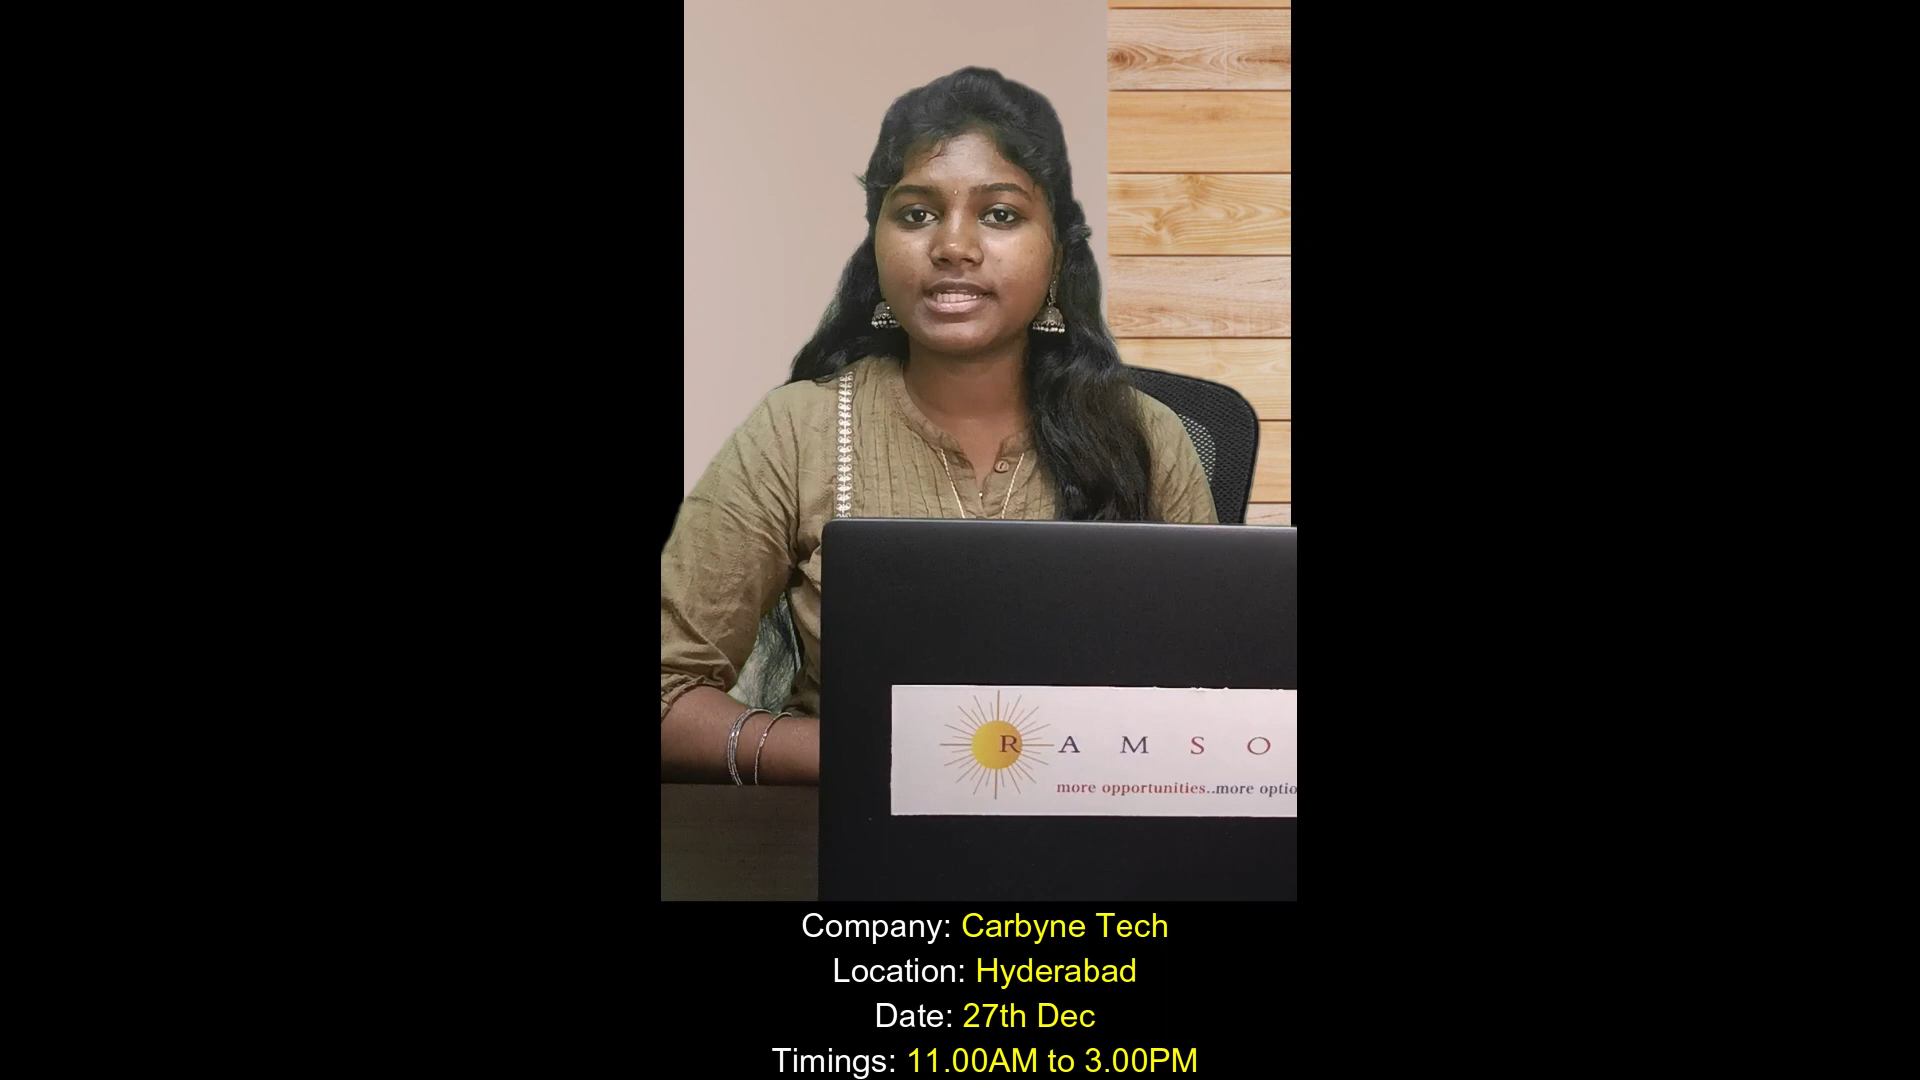 R A M S O
more opportunities..more optio
Company: Carbyne Tech
Location: Hyderabad
Date: 27th Dec
Timings: 11.00AM to 3.00PM